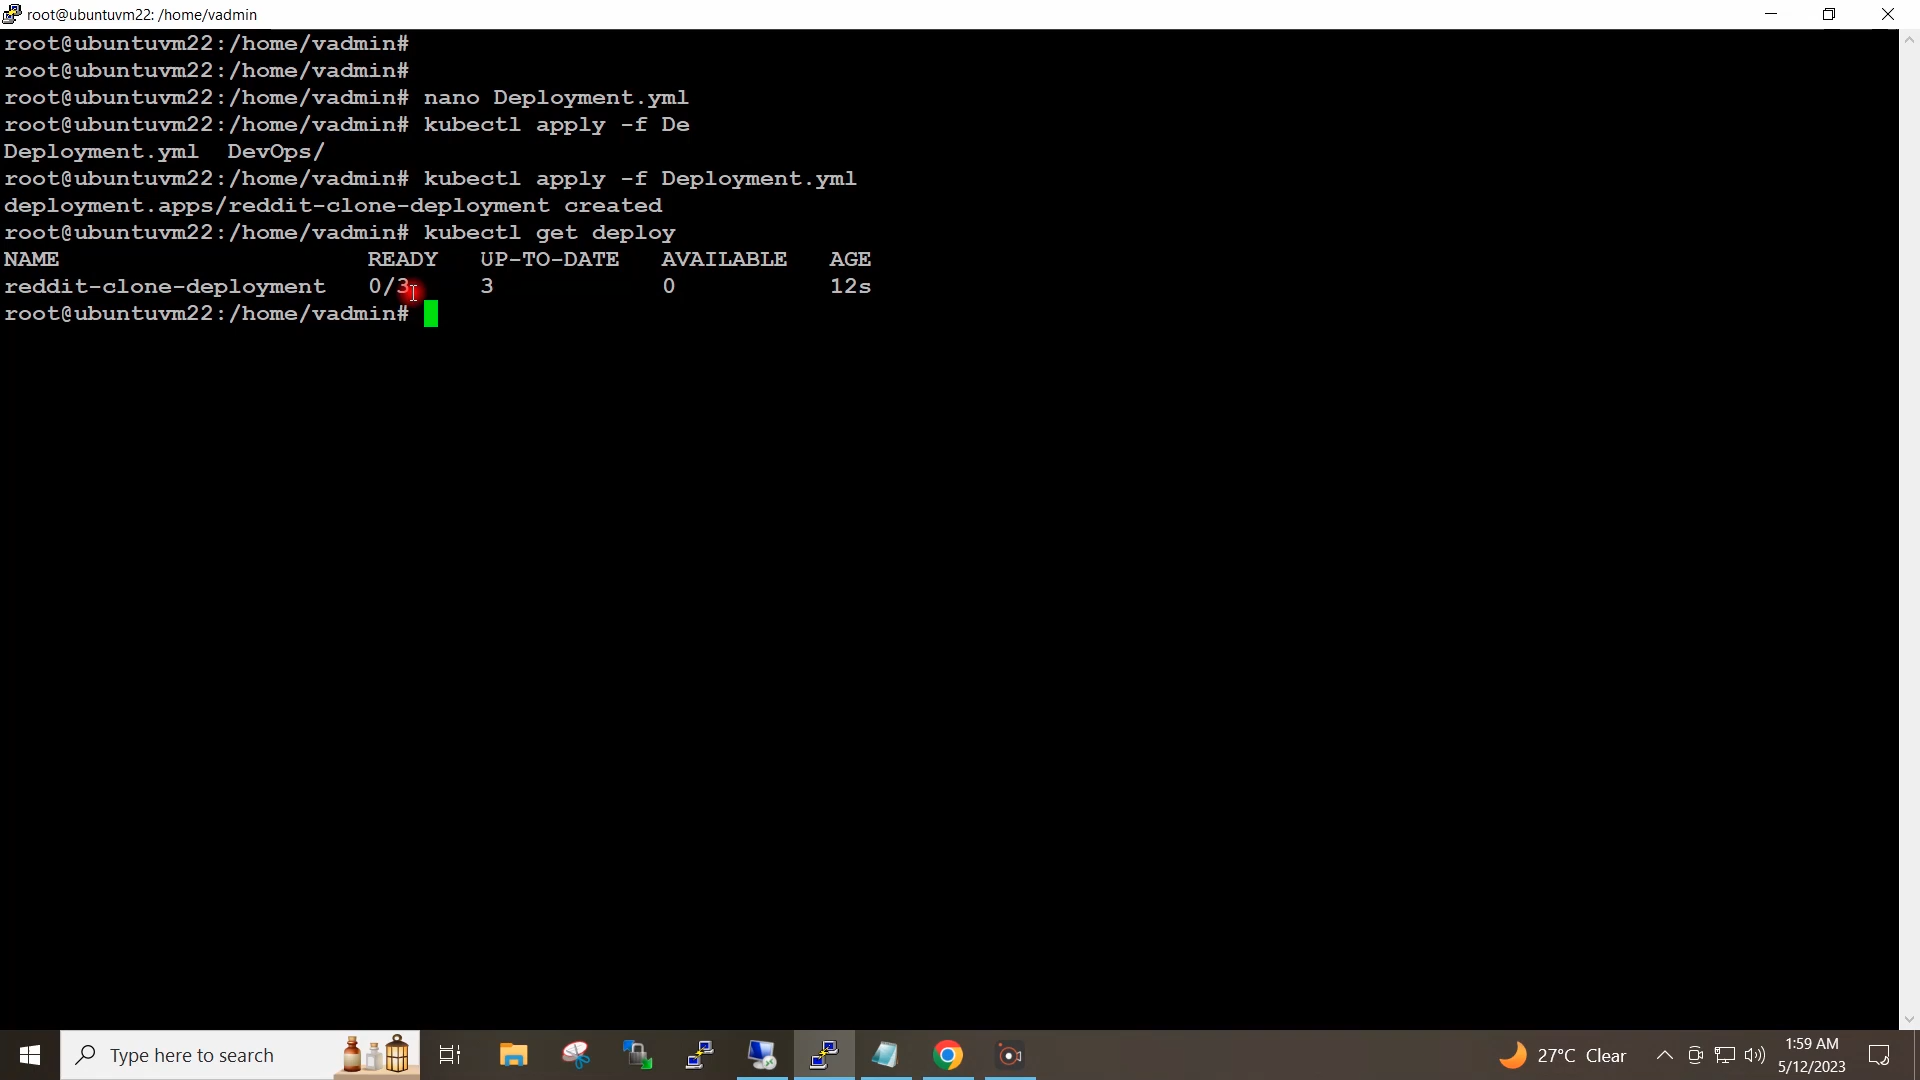 root@ubuntuvm22: /home/vadmin
root@ubuntuvm22:/home/vadmin#
root@ubuntuvm22:/home/vadmin#
root@ubuntuvm22:/home/vadmin# nano Deployment.yml
root@ubuntuvm22:/home/vadmin# kubectl apply -f De
Deployment.yml  DevOps/
root@ubuntuvm22:/home/vadmin# kubectl apply -f Deployment.yml
deployment.apps/reddit-clone-deployment created
root@ubuntuvm22:/home/vadmin# kubectl get deploy
NAME                      READY   UP-TO-DATE   AVAILABLE   AGE
reddit-clone-deployment   0/3     3            0           12s
root@ubuntuvm22:/home/vadmin#
Type here to search
27°C Clear
1:59 AM
5/12/2023